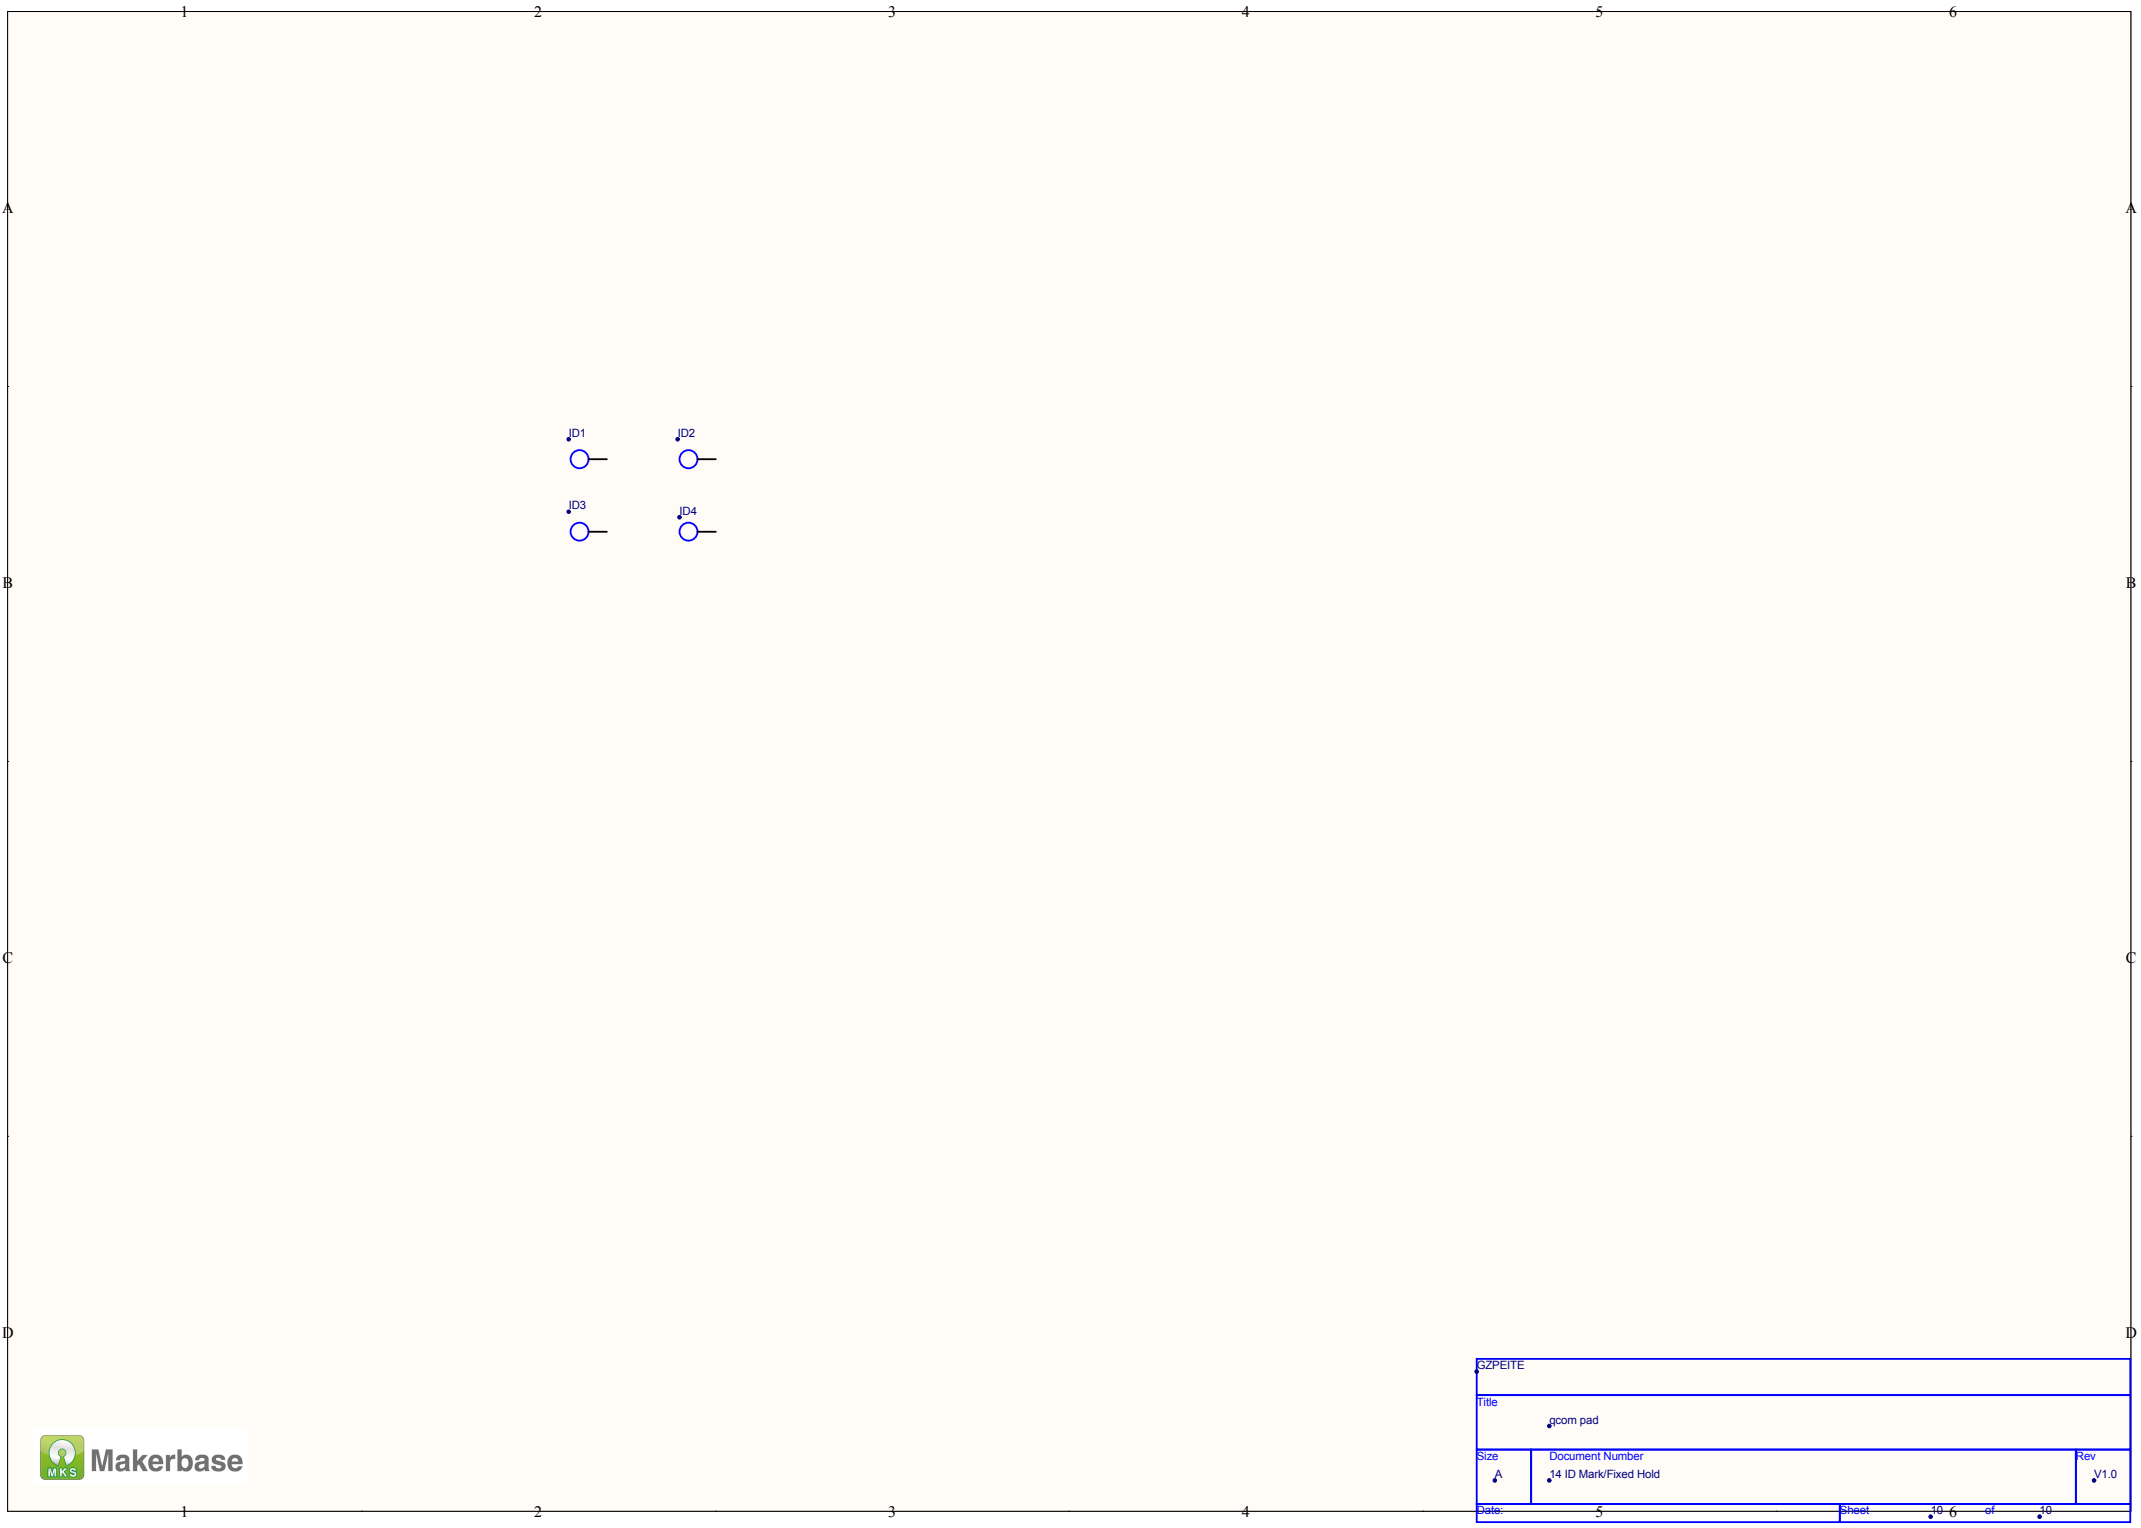 1 2 3 4 5 6
A A
ID1 ID2
ID3 ID4
B B
C C
D D
GZPEITE
Title
qcom pad
Size Document Number Rev
A 14 ID Mark/Fixed Hold V1.0
MKS Makerbase
Date: Sheet 10 of 10
1 2 3 4 5 6